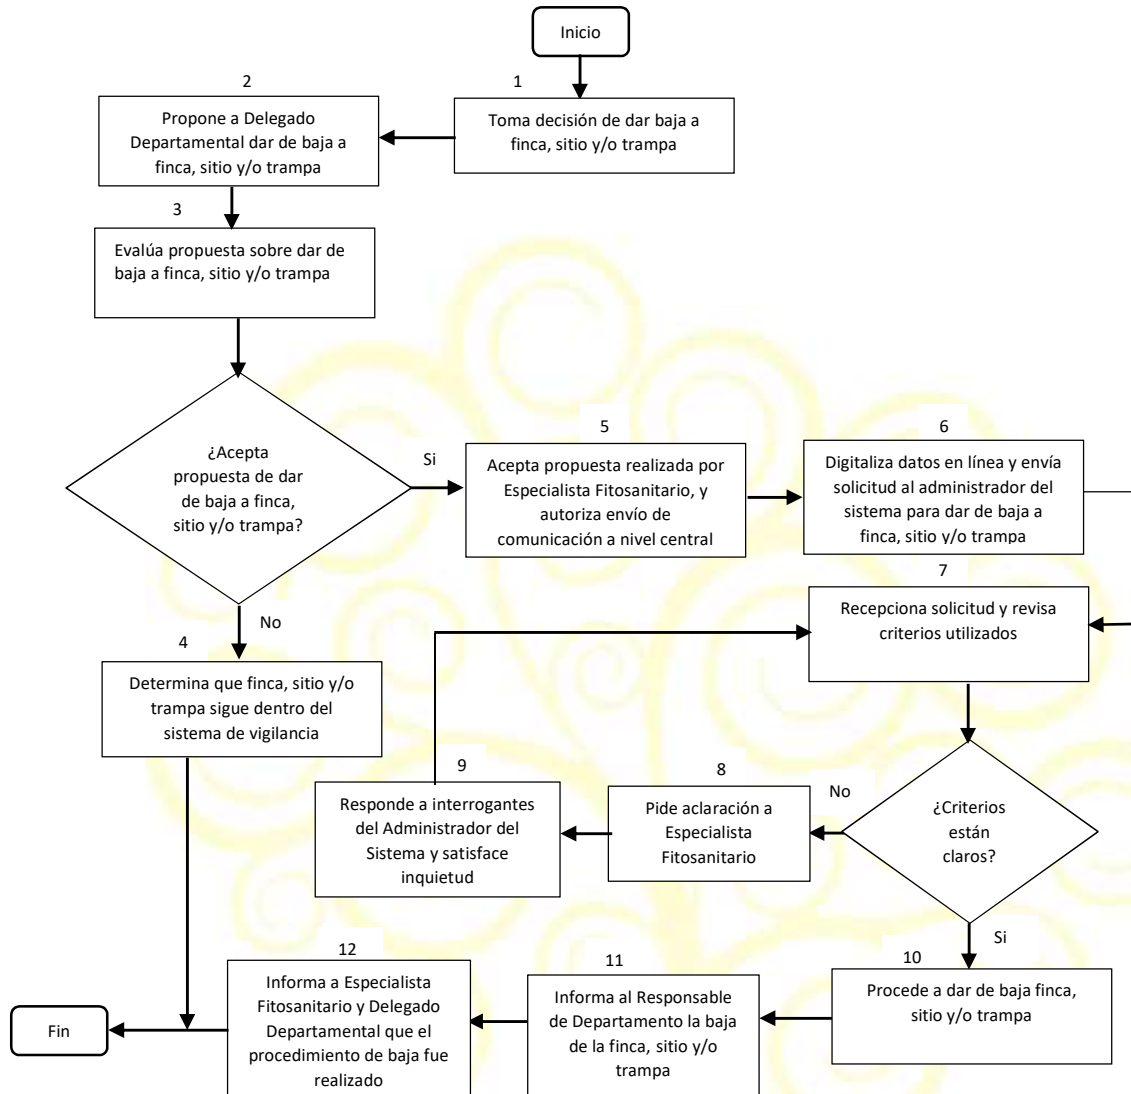 Inicio
1
Toma decisión de dar baja a
finca, sitio y/o trampa
2
Propone a Delegado
Departamental dar de baja a
finca, sitio y/o trampa
3
Evalúa propuesta sobre dar de
baja a finca, sitio y/o trampa
¿Acepta
propuesta de dar
de baja a finca,
sitio y/o trampa?
Si
No
4
Determina que finca, sitio y/o
trampa sigue dentro del
sistema de vigilancia
5
Acepta propuesta realizada por
Especialista Fitosanitario, y
autoriza envío de
comunicación a nivel central
6
Digitaliza datos en línea y envía
solicitud al administrador del
sistema para dar de baja a
finca, sitio y/o trampa
7
Recepciona solicitud y revisa
criterios utilizados
¿Criterios
están
claros?
No
8
Pide aclaración a
Especialista
Fitosanitario
9
Responde a interrogantes
del Administrador del
Sistema y satisface
inquietud
Si
10
Procede a dar de baja finca,
sitio y/o trampa
11
Informa al Responsable
de Departamento la baja
de la finca, sitio y/o
trampa
12
Informa a Especialista
Fitosanitario y Delegado
Departamental que el
procedimiento de baja fue
realizado
Fin